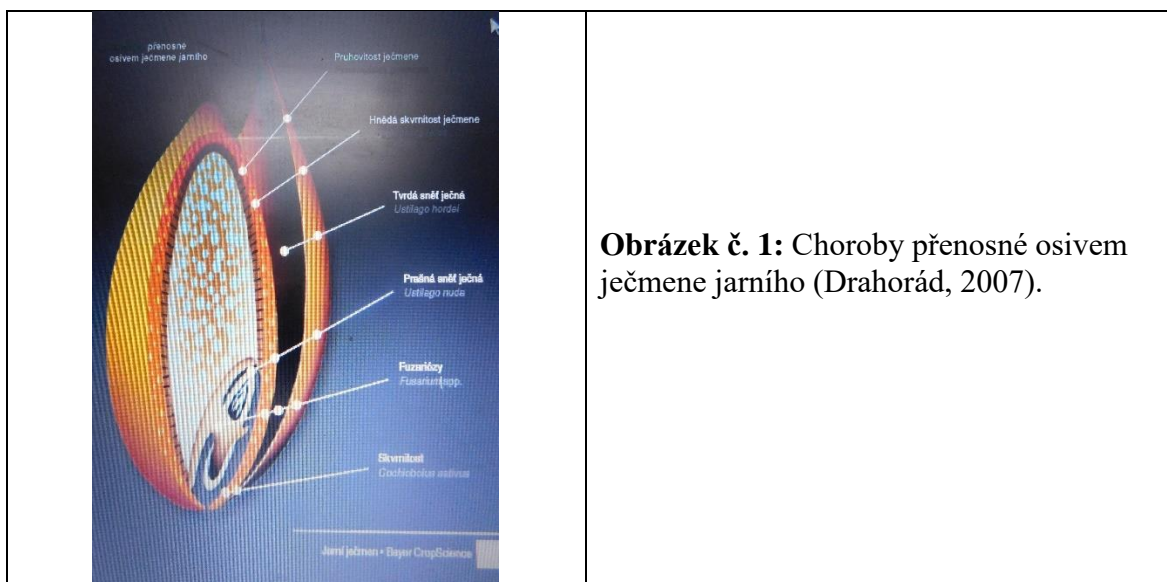 přenosné
osivem ječmene jarního
Pruhovitost ječmene
Hnědá skvrnitost ječmene
Tvrdá sněť ječná
Ustilago hordei
Prašná sněť ječná
Ustilago nuda
Fuzariózy
Fusarium spp.
Skvrnitost
Cochiobolus sativus
Jarní ječmen • Bayer CropScience
Obrázek č. 1: Choroby přenosné osivem
ječmene jarního (Drahorád, 2007).